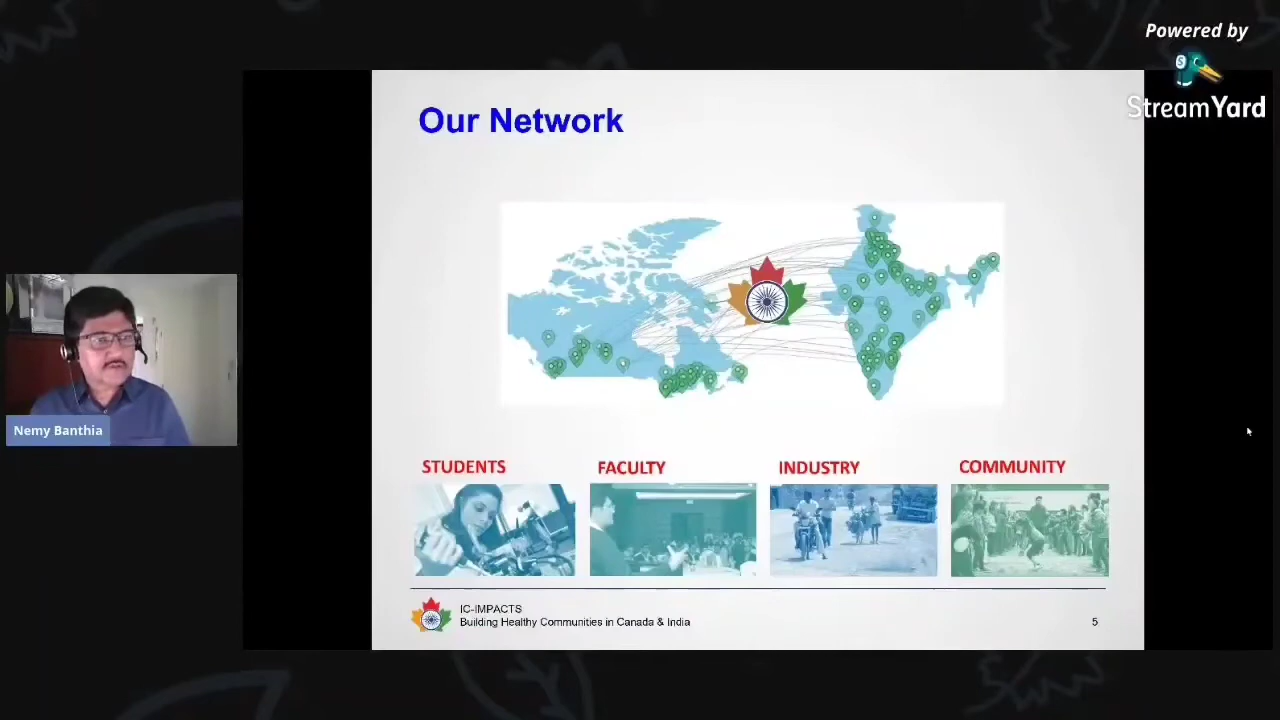 Powered by
StreamYard
Our Network
Nemy Banthia
STUDENTS
FACULTY
INDUSTRY
COMMUNITY
IC-IMPACTS
Building Healthy Communities in Canada & India
5